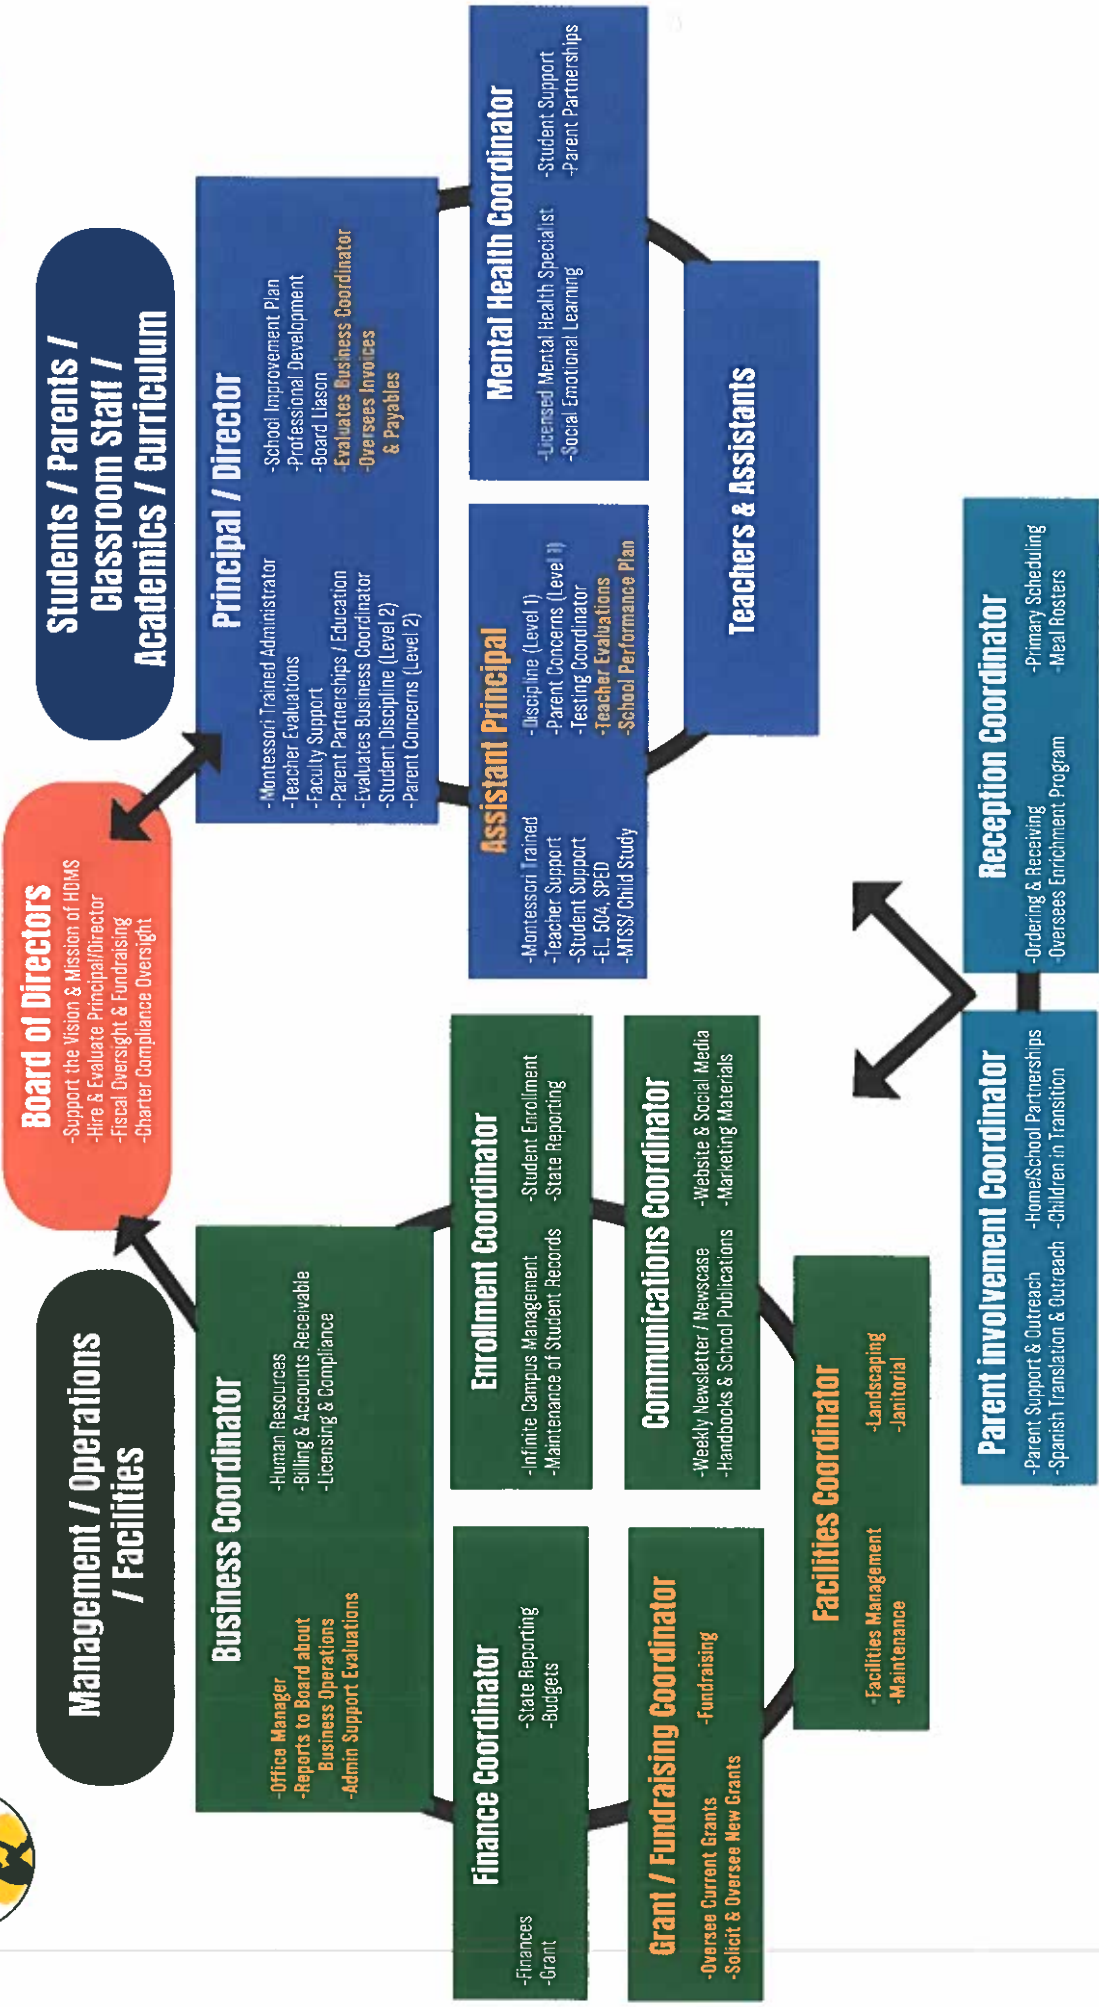 Board of Directors
-Support the Vision & Mission of HDMS
-Hire & Evaluate Principal/Director
-Fiscal Oversight & Fundraising
-Charter Compliance Oversight
Management / Operations
/ Facilities
Students / Parents /
Classroom Staff /
Academics / Curriculum
Business Coordinator
-Office Manager
-Reports to Board about
Business Operations
-Admin Support Evaluations
-Human Resources
-Billing & Accounts Receivable
-Licensing & Compliance
Principal / Director
-Montessori Trained Administrator
-Teacher Evaluations
-Faculty Support
-Parent Partnerships / Education
-Evaluates Business Coordinator
-Student Discipline (Level 2)
-Parent Concerns (Level 2)
-School Improvement Plan
-Professional Development
-Board Liason
-Evaluates Business Coordinator
-Oversees Invoices
& Payables
Finance Coordinator
-Finances
-Grant
-State Reporting
-Budgets
Enrollment Coordinator
-Infinite Campus Management
-Maintenance of Student Records
-Student Enrollment
-State Reporting
Assistant Principal
-Montessori Trained
-Teacher Support
-Student Support
-EL, 504, SPED
-MTSS/ Child Study
-Discipline (Level 1)
-Parent Concerns (Level 1)
-Testing Coordinator
-Teacher Evaluations
-School Performance Plan
Mental Health Coordinator
-Licensed Mental Health Specialist
-Social Emotional Learning
-Student Support
-Parent Partnerships
Grant / Fundraising Coordinator
-Oversee Current Grants
-Solicit & Oversee New Grants
-Fundraising
Communications Coordinator
-Weekly Newsletter / Newscase
-Handbooks & School Publications
-Website & Social Media
-Marketing Materials
Teachers & Assistants
Facilities Coordinator
-Facilities Management
-Maintenance
-Landscaping
-Janitorial
Parent involvement Coordinator
-Parent Support & Outreach
-Spanish Translation & Outreach
-Home/School Partnerships
-Children in Transition
Reception Coordinator
-Ordering & Receiving
-Oversees Enrichment Program
-Primary Scheduling
-Meal Rosters